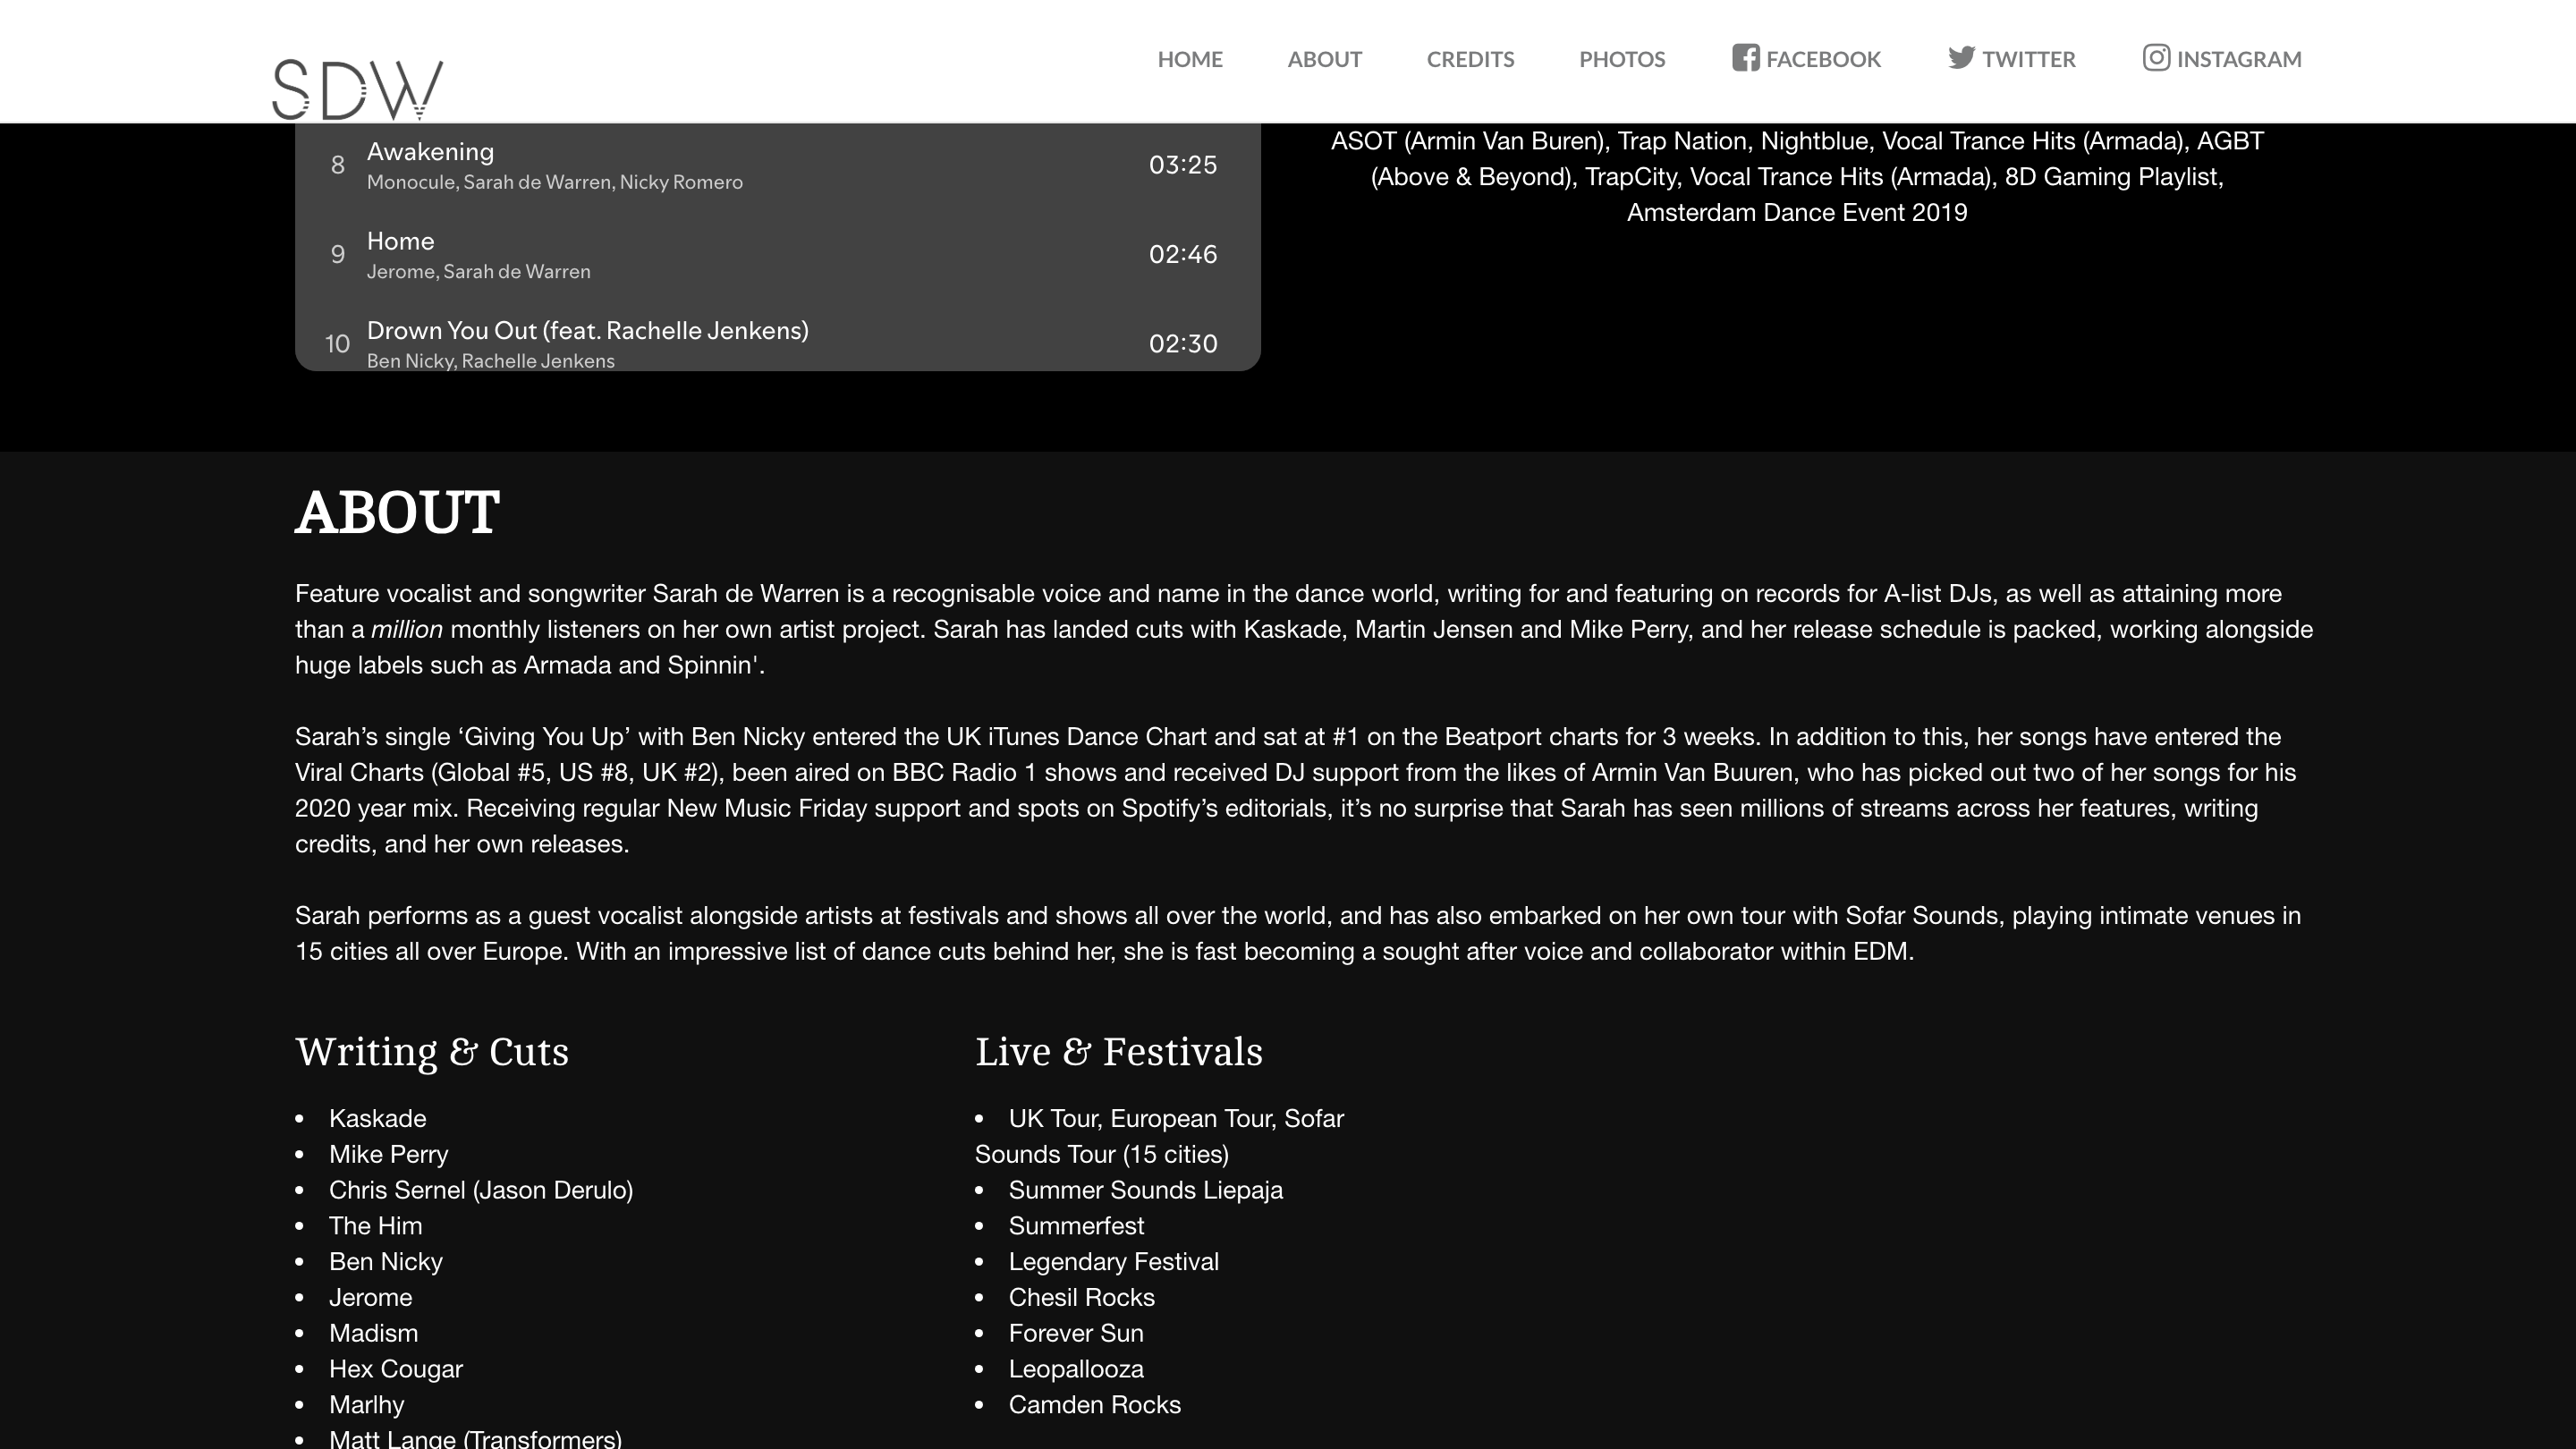 SDW
HOME ABOUT CREDITS PHOTOS FACEBOOK TWITTER INSTAGRAM
8 Awakening 03:25
Monocule, Sarah de Warren, Nicky Romero
9 Home 02:46
Jerome, Sarah de Warren
10 Drown You Out (feat. Rachelle Jenkens) 02:30
Ben Nicky, Rachelle Jenkens
ASOT (Armin Van Buren), Trap Nation, Nightblue, Vocal Trance Hits (Armada), AGBT
(Above & Beyond), TrapCity, Vocal Trance Hits (Armada), 8D Gaming Playlist,
Amsterdam Dance Event 2019
ABOUT
Feature vocalist and songwriter Sarah de Warren is a recognisable voice and name in the dance world, writing for and featuring on records for A-list DJs, as well as attaining more
than a million monthly listeners on her own artist project. Sarah has landed cuts with Kaskade, Martin Jensen and Mike Perry, and her release schedule is packed, working alongside
huge labels such as Armada and Spinnin'.
Sarah’s single ‘Giving You Up’ with Ben Nicky entered the UK iTunes Dance Chart and sat at #1 on the Beatport charts for 3 weeks. In addition to this, her songs have entered the
Viral Charts (Global #5, US #8, UK #2), been aired on BBC Radio 1 shows and received DJ support from the likes of Armin Van Buuren, who has picked out two of her songs for his
2020 year mix. Receiving regular New Music Friday support and spots on Spotify’s editorials, it’s no surprise that Sarah has seen millions of streams across her features, writing
credits, and her own releases.
Sarah performs as a guest vocalist alongside artists at festivals and shows all over the world, and has also embarked on her own tour with Sofar Sounds, playing intimate venues in
15 cities all over Europe. With an impressive list of dance cuts behind her, she is fast becoming a sought after voice and collaborator within EDM.
Writing & Cuts
• Kaskade
• Mike Perry
• Chris Sernel (Jason Derulo)
• The Him
• Ben Nicky
• Jerome
• Madism
• Hex Cougar
• Marlhy
• Matt Lange (Transformers)
Live & Festivals
• UK Tour, European Tour, Sofar
Sounds Tour (15 cities)
• Summer Sounds Liepaja
• Summerfest
• Legendary Festival
• Chesil Rocks
• Forever Sun
• Leopallooza
• Camden Rocks